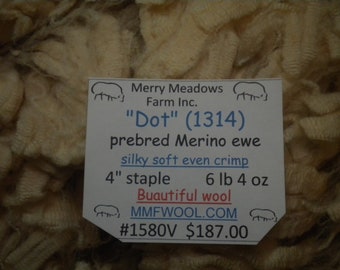 Merry Meadows
Farm Inc.
"Dot" (1314)
prebred Merino ewe
silky soft even crimp
4" staple 6 lb 4 oz
Buautiful wool
MMFWOOL.COM
#1580V $187.00